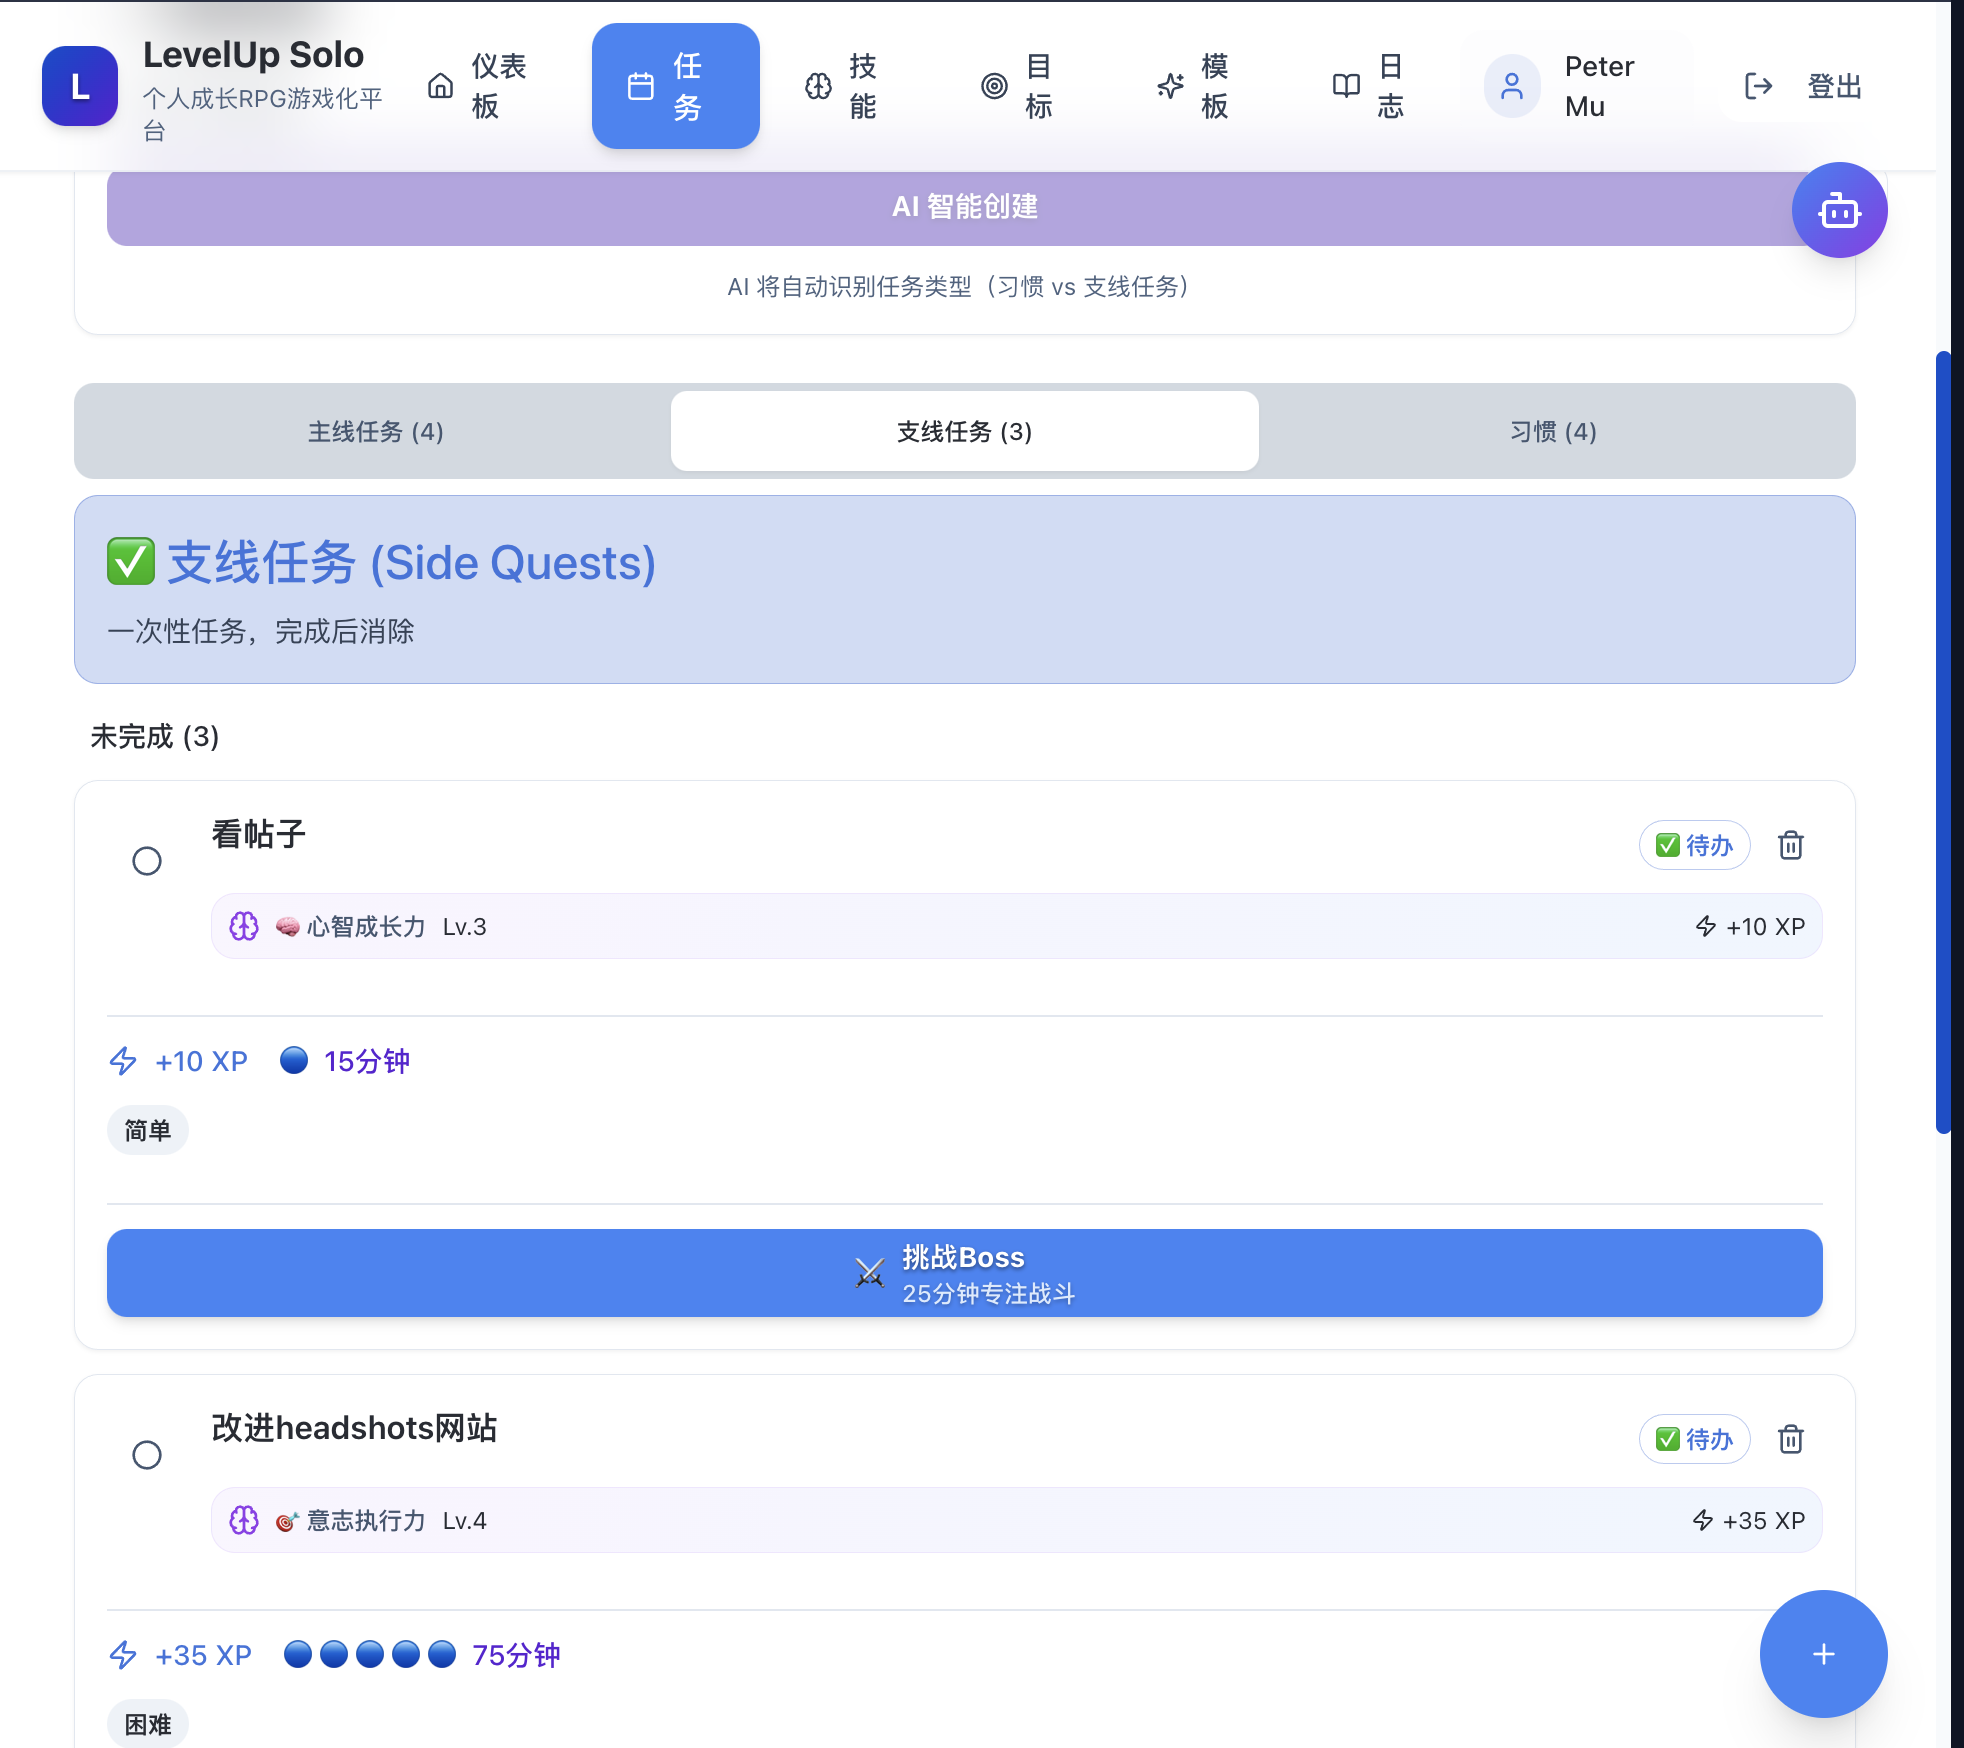 L
LevelUp Solo
个人成长RPG游戏化平
台
仪表
板
任
务
技
能
目
标
模
板
日
志
Peter
Mu
登出
AI 智能创建
AI 将自动识别任务类型（习惯 vs 支线任务）
主线任务 (4)
支线任务 (3)
习惯 (4)
✅ 支线任务 (Side Quests)
一次性任务，完成后消除
未完成 (3)
看帖子
✅ 待办
🧠 心智成长力 Lv.3
+10 XP
+10 XP 🔵 15分钟
简单
⚔️ 挑战Boss
25分钟专注战斗
改进headshots网站
✅ 待办
🎯 意志执行力 Lv.4
+35 XP
+35 XP 🔵🔵🔵🔵🔵 75分钟
困难